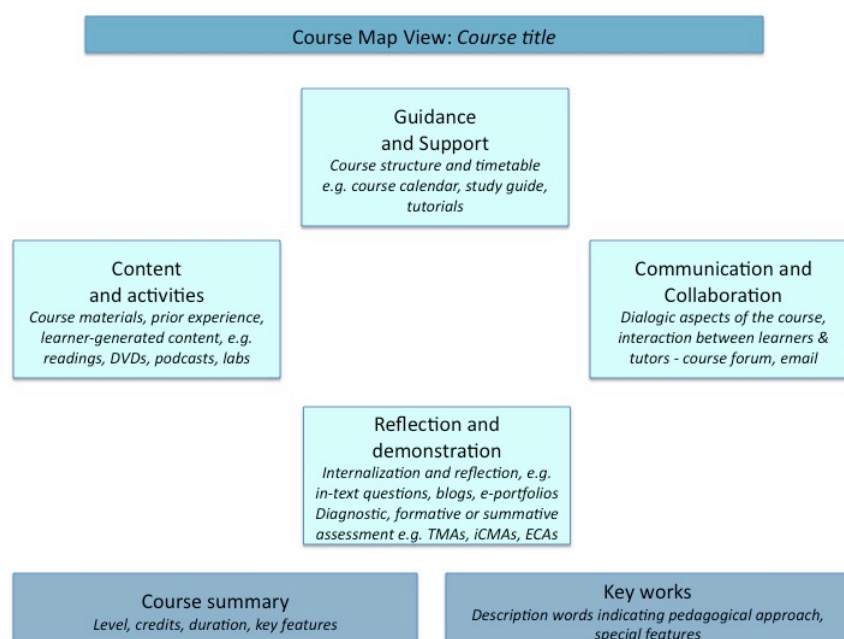 Course Map View: Course title
Guidance
and Support
Course structure and timetable
e.g. course calendar, study guide,
tutorials
Content
and activities
Course materials, prior experience,
learner-generated content, e.g.
readings, DVDs, podcasts, labs
Communication and
Collaboration
Dialogic aspects of the course,
interaction between learners &
tutors - course forum, email
Reflection and
demonstration
Internalization and reflection, e.g.
in-text questions, blogs, e-portfolios
Diagnostic, formative or summative
assessment e.g. TMAs, iCMAs, ECAs
Course summary
Level, credits, duration, key features
Key works
Description words indicating pedagogical approach,
special features